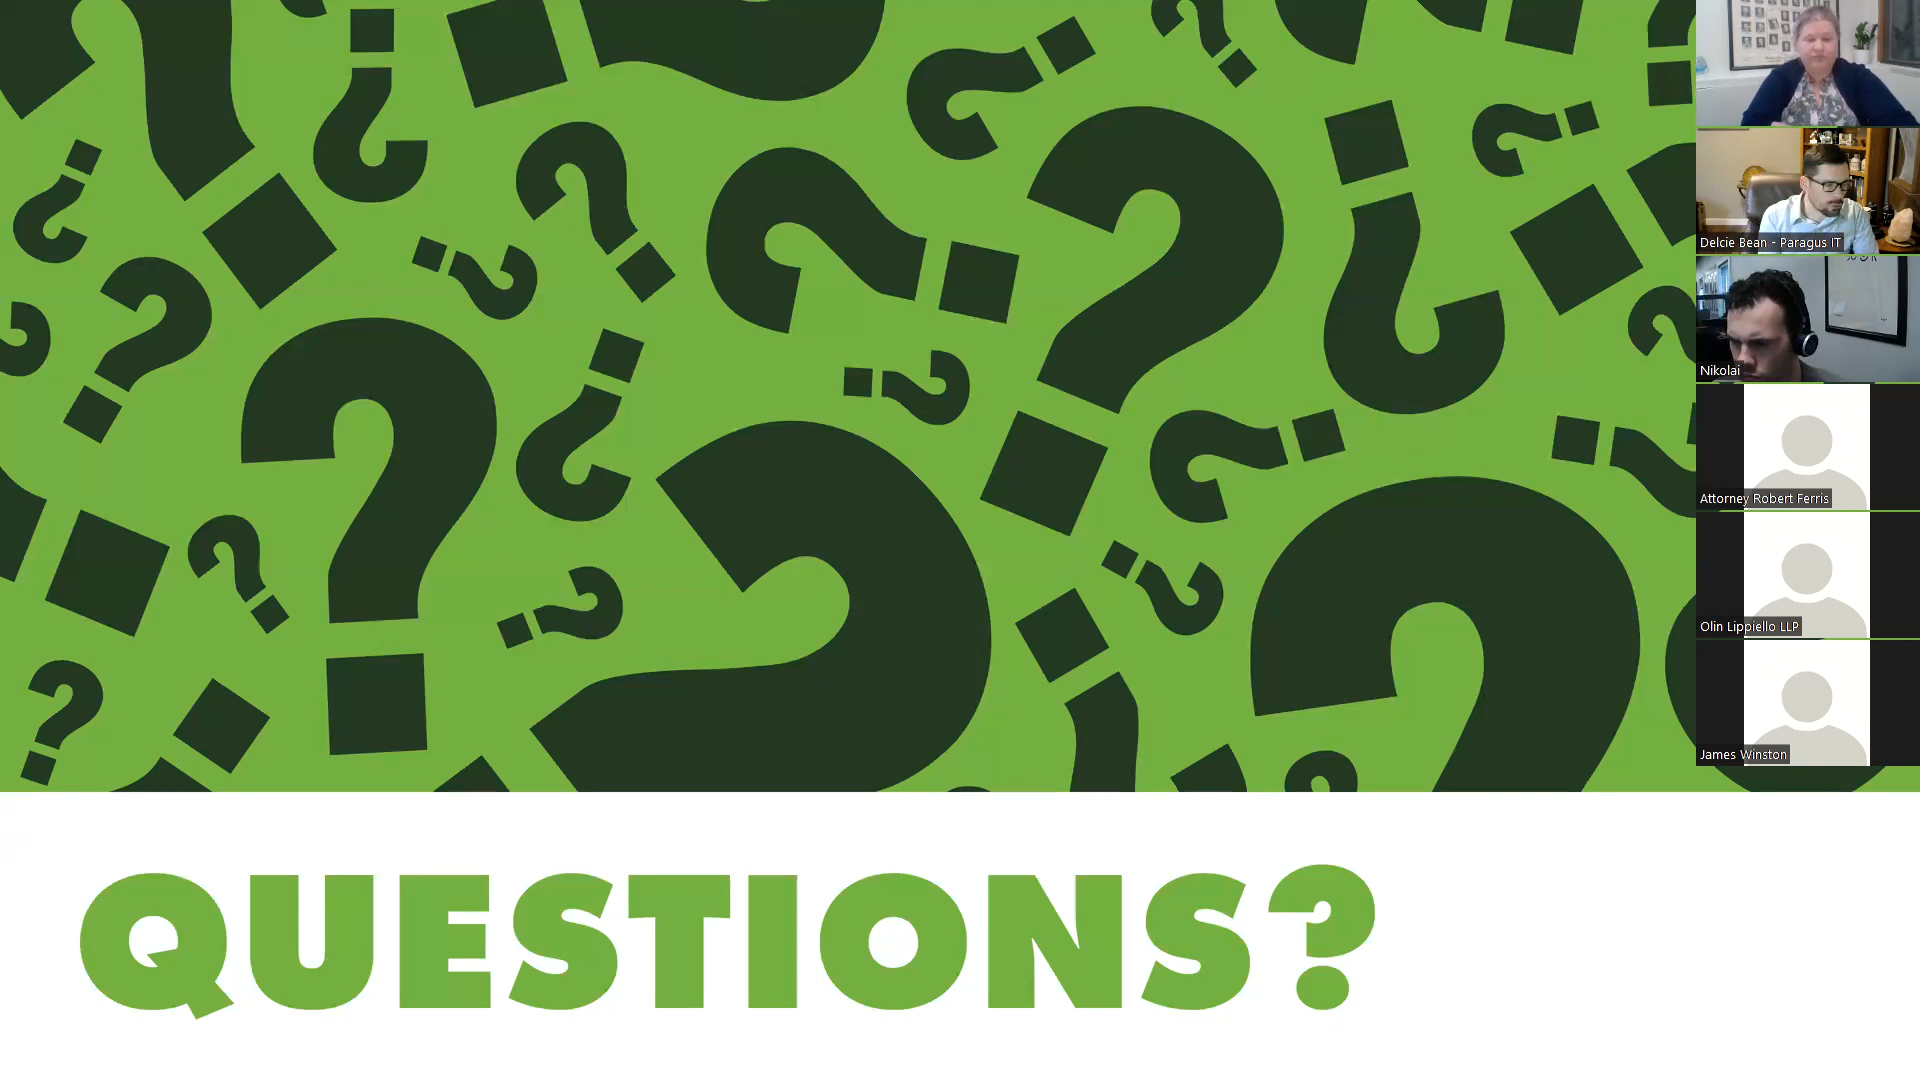 Delcie Bean - Paragus IT
Nikolai
Attorney Robert Ferris
Olin Lippiello LLP
James Winston
QUESTIONS?